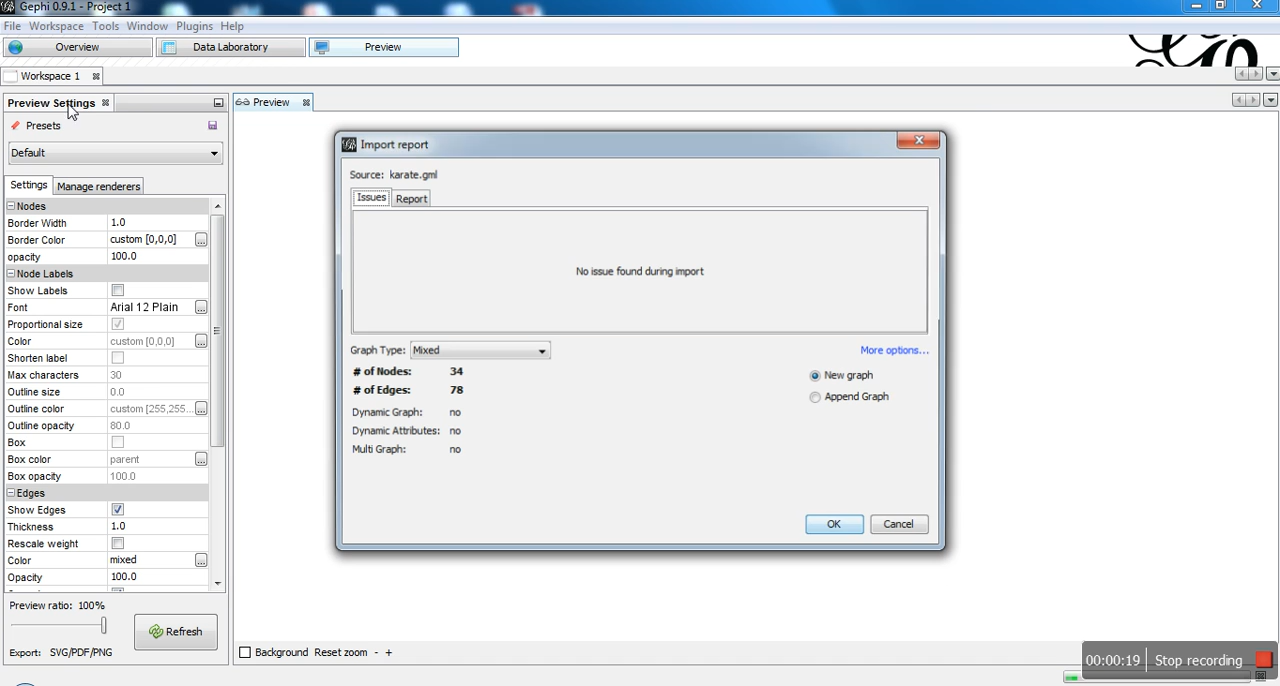 Gephi 0.9.1 - Project 1
File Workspace Tools Window Plugins Help
Overview Data Laboratory Preview
Workspace 1
Preview Settings
Preview
Presets
Default
Settings Manage renderers
Nodes
Border Width 1.0
Border Color custom [0,0,0] ...
opacity 100.0
Node Labels
Show Labels
Font Arial 12 Plain ...
Proportional size
Color custom [0,0,0] ...
Shorten label
Max characters 30
Outline size 0.0
Outline color custom [255,255... ...
Outline opacity 80.0
Box
Box color parent ...
Box opacity 100.0
Edges
Show Edges
Thickness 1.0
Rescale weight
Color mixed ...
Opacity 100.0
Preview ratio: 100%
Refresh
Export: SVG/PDF/PNG
Import report
Source: karate.gml
Issues Report
No issue found during import
Graph Type: Mixed
More options...
# of Nodes: 34
# of Edges: 78
New graph
Append Graph
Dynamic Graph: no
Dynamic Attributes: no
Multi Graph: no
OK Cancel
Background Reset zoom - +
00:00:19 Stop recording